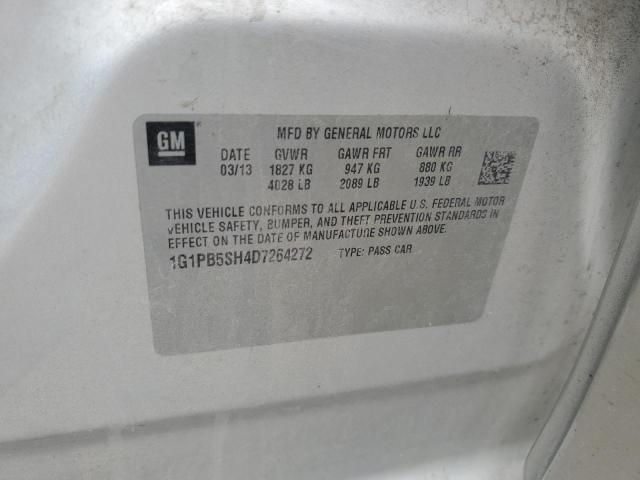 GM
MFD BY GENERAL MOTORS LLC
DATE GVWR GAWR FRT GAWR RR
03/13 1827 KG 947 KG 880 KG
4028 LB 2089 LB 1939 LB
THIS VEHICLE CONFORMS TO ALL APPLICABLE U.S. FEDERAL MOTOR
VEHICLE SAFETY, BUMPER, AND THEFT PREVENTION STANDARDS IN
EFFECT ON THE DATE OF MANUFACTURE SHOWN ABOVE.
1G1PB5SH4D7264272 TYPE: PASS CAR